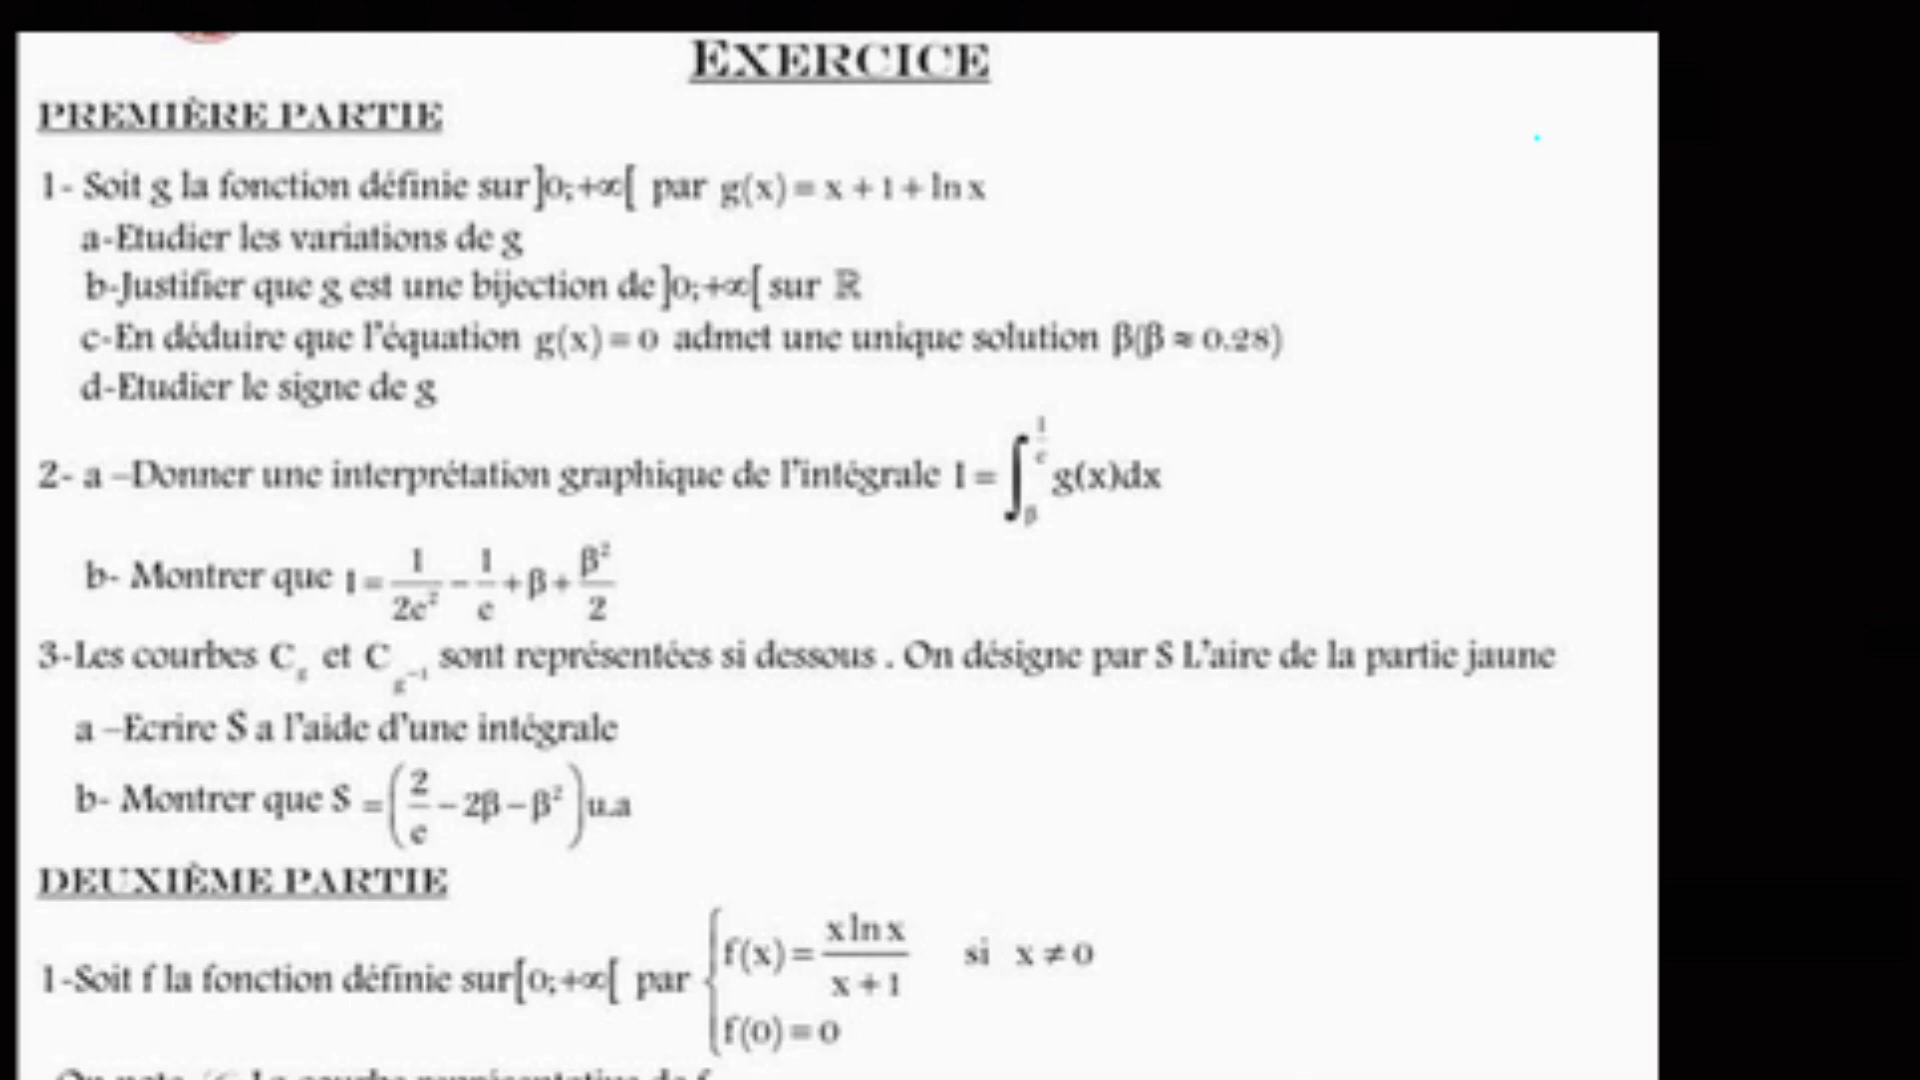 EXERCICE
PREMIÈRE PARTIE
1- Soit g la fonction définie sur ]0;+∞[ par g(x) = x + 1 + ln x
a-Etudier les variations de g
b-Justifier que g est une bijection de ]0;+∞[ sur ℝ
c-En déduire que l'équation g(x) = 0 admet une unique solution β(β ≈ 0.28)
d-Etudier le signe de g
2- a –Donner une interprétation graphique de l'intégrale I = ∫_β^{1/e} g(x)dx
b- Montrer que I = 1/(2e²) − 1/e + β + β²/2
3-Les courbes C_g et C_{g⁻¹} sont représentées si dessous . On désigne par S L'aire de la partie jaune
a –Ecrire S a l'aide d'une intégrale
b- Montrer que S = (2/e − 2β − β²) u.a
DEUXIÈME PARTIE
1-Soit f la fonction définie sur [0;+∞[ par { f(x) = (x ln x)/(x + 1) si x ≠ 0
f(0) = 0